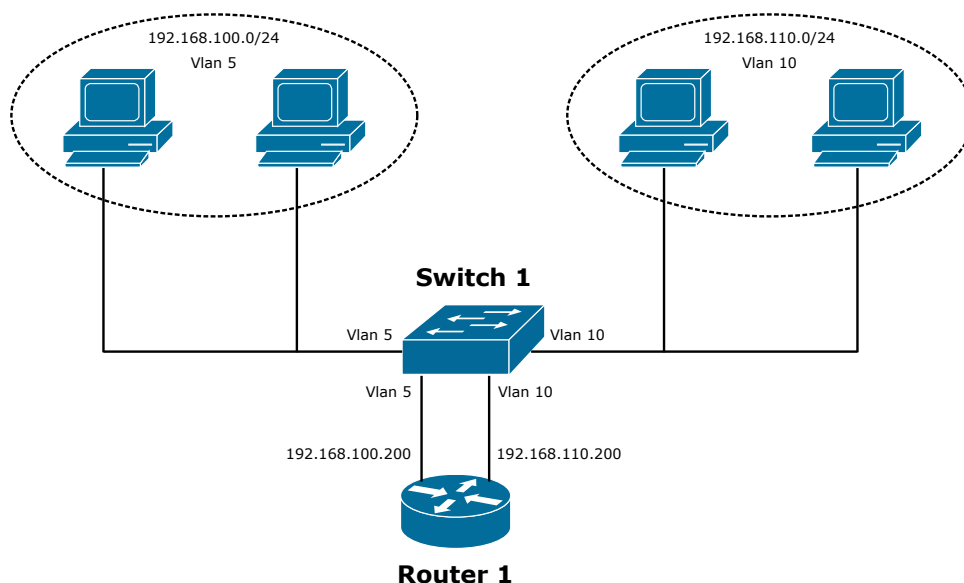 192.168.100.0/24
Vlan 5
192.168.110.0/24
Vlan 10
Switch 1
Vlan 5
Vlan 10
Vlan 5
Vlan 10
192.168.100.200
192.168.110.200
Router 1